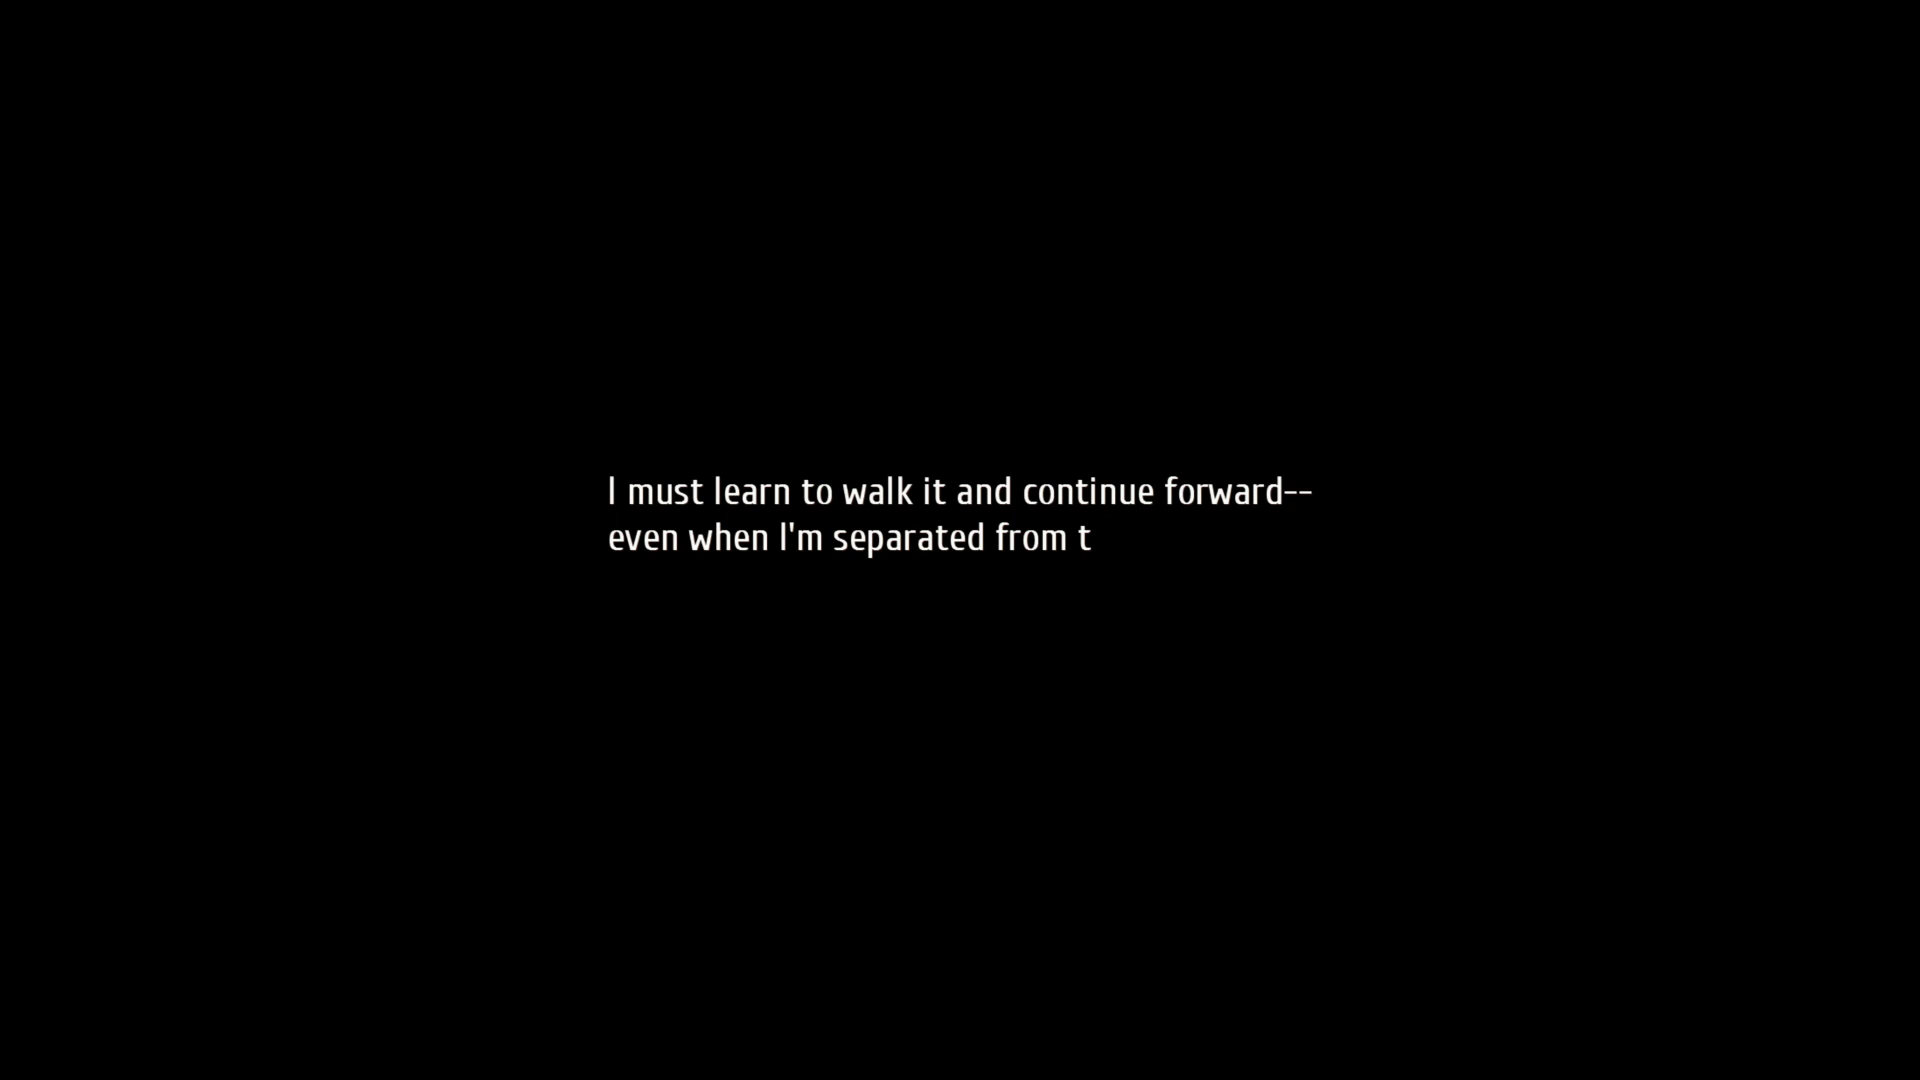 I must learn to walk it and continue forward--
even when I'm separated from t